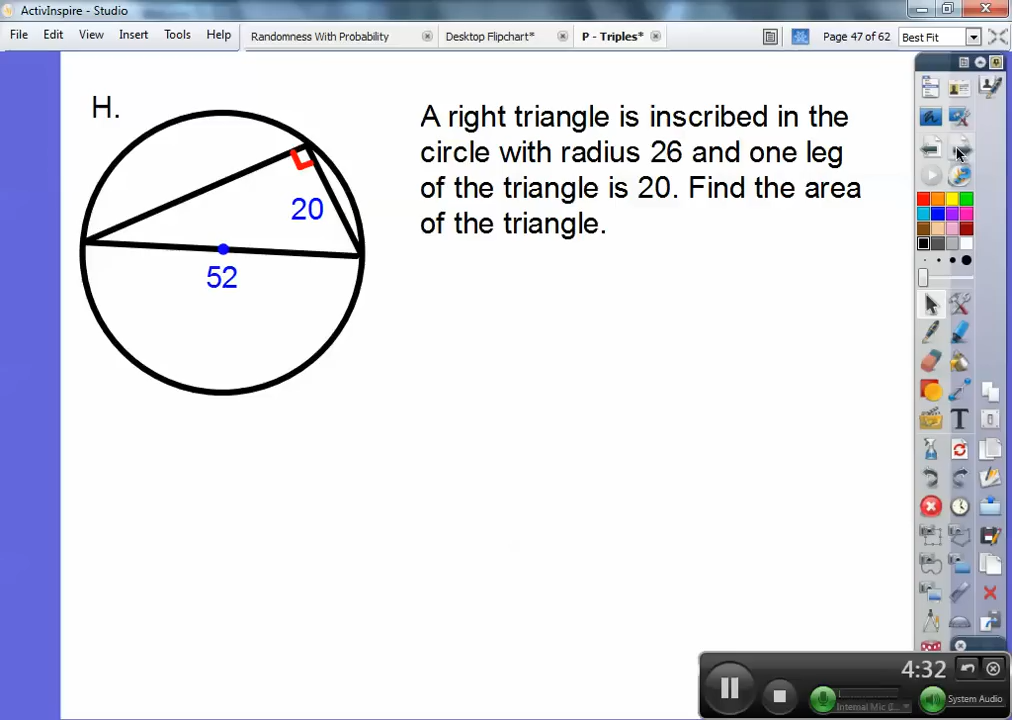 ActivInspire - Studio
File Edit View Insert Tools Help
Randomness With Probability Desktop Flipchart* P - Triples* Page 47 of 62 Best Fit
H.
A right triangle is inscribed in the
circle with radius 26 and one leg
of the triangle is 20. Find the area
of the triangle.
20
52
T
4:32
Internal Mic (I...
System Audio